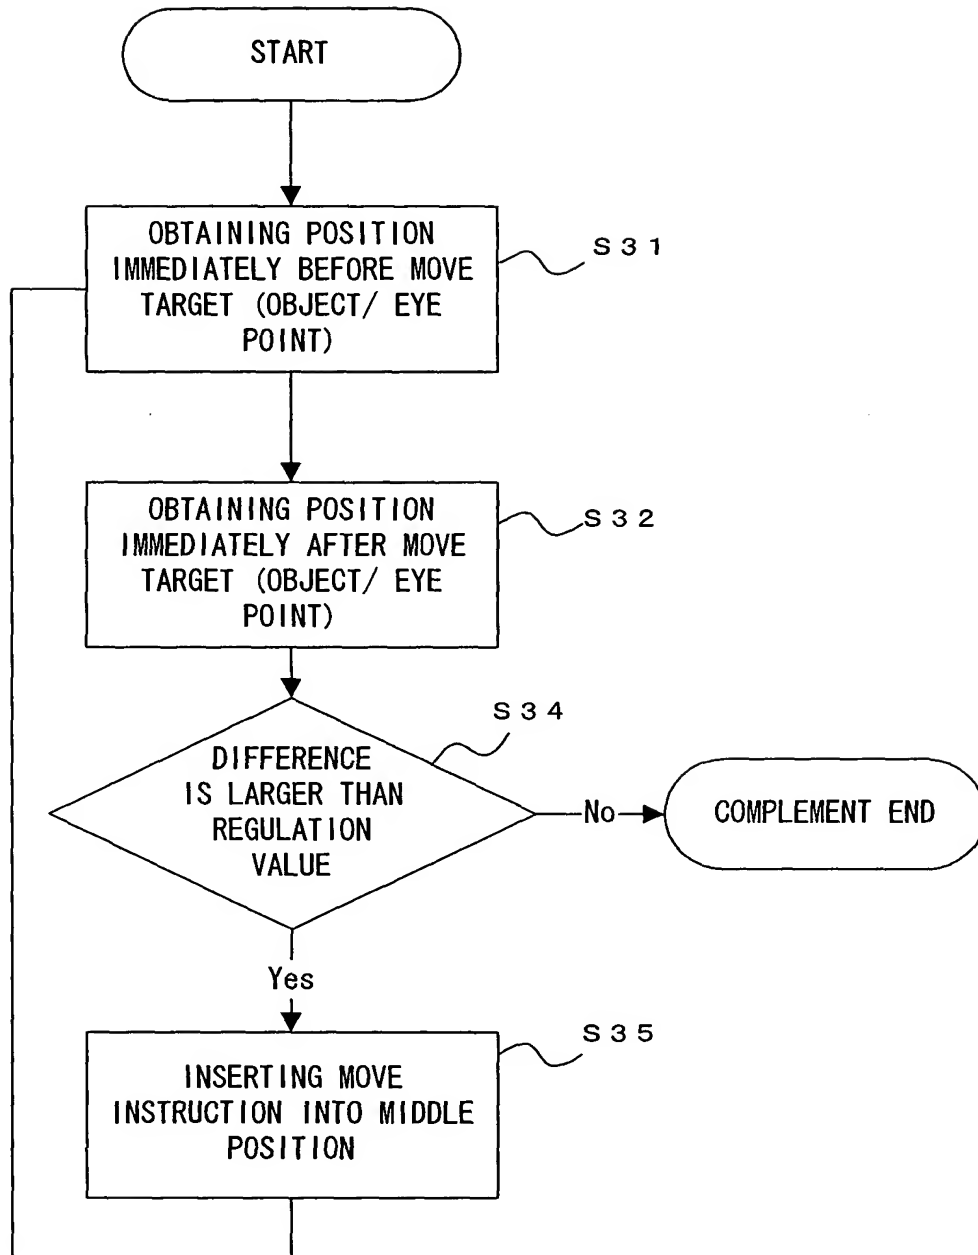 START
OBTAINING POSITION
IMMEDIATELY BEFORE MOVE
TARGET (OBJECT/ EYE
POINT)
S31
OBTAINING POSITION
IMMEDIATELY AFTER MOVE
TARGET (OBJECT/ EYE
POINT)
S32
DIFFERENCE
IS LARGER THAN
REGULATION
VALUE
S34
No
COMPLEMENT END
Yes
INSERTING MOVE
INSTRUCTION INTO MIDDLE
POSITION
S35